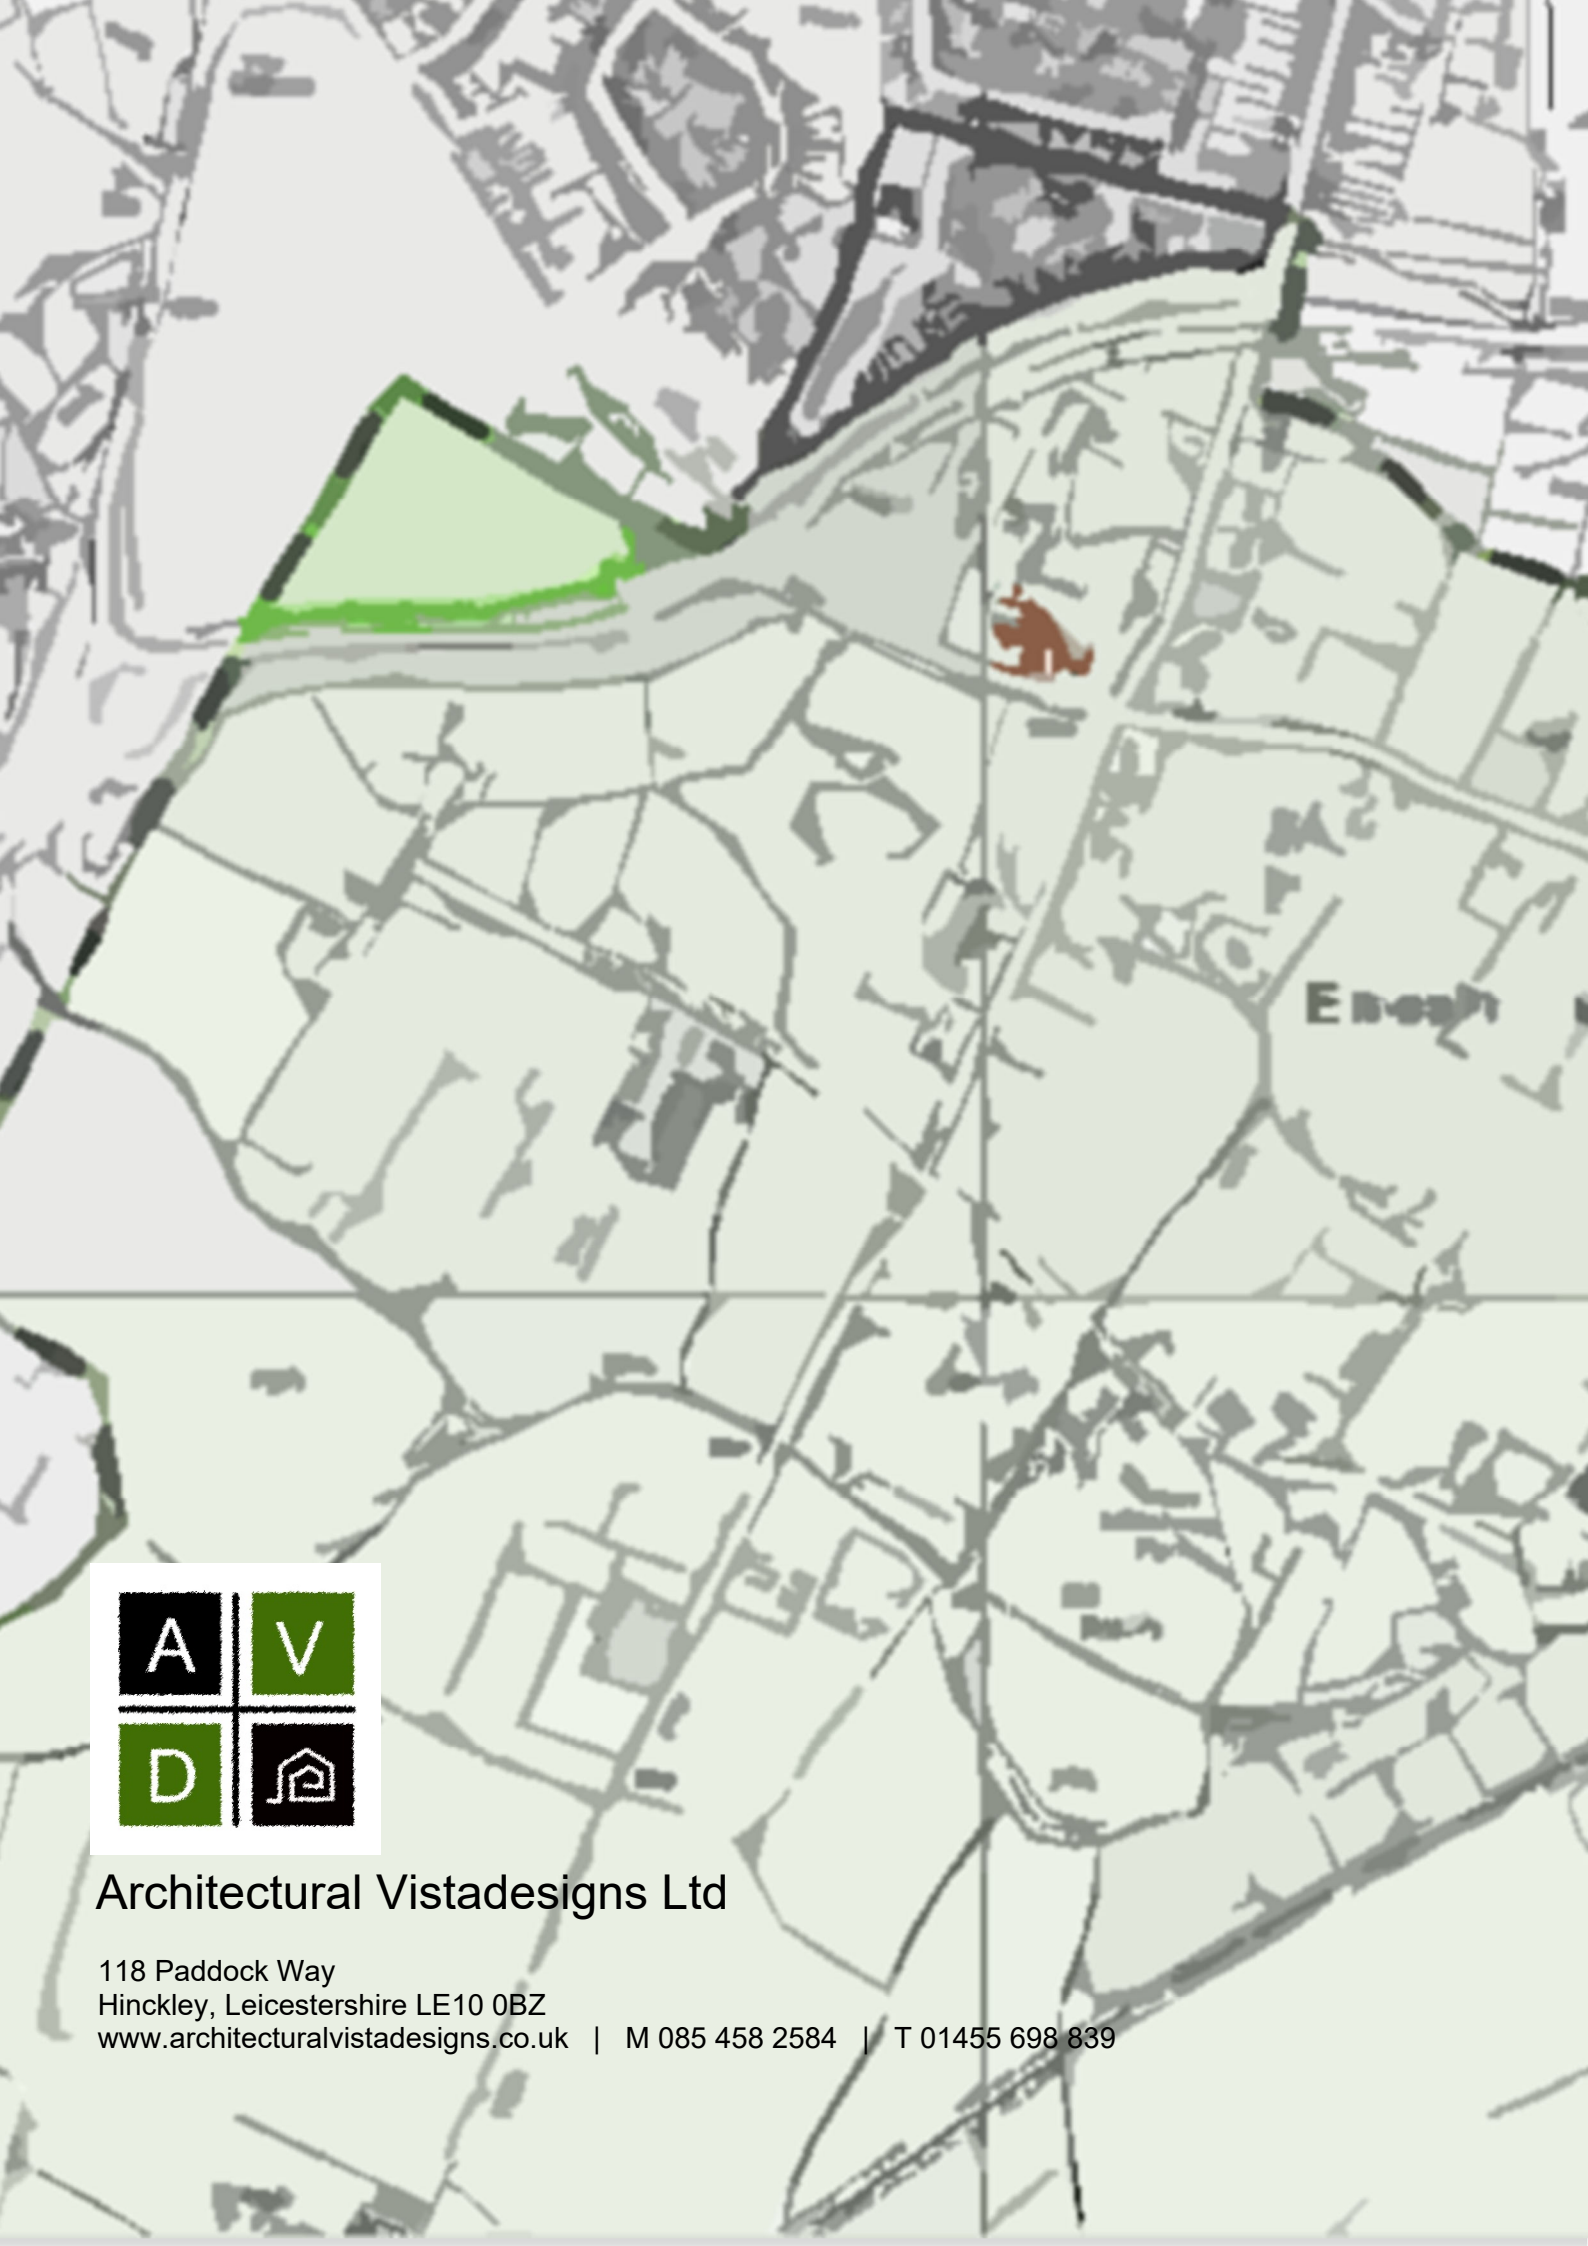 A V
D
Architectural Vistadesigns Ltd
118 Paddock Way
Hinckley, Leicestershire LE10 0BZ
www.architecturalvistadesigns.co.uk | M 085 458 2584 | T 01455 698 839